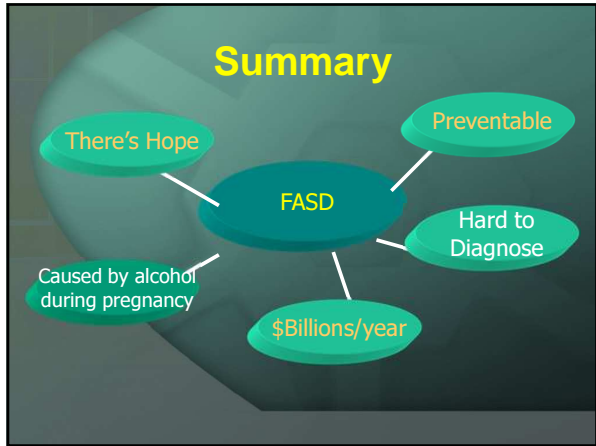 Summary
There's Hope
Preventable
FASD
Hard to
Diagnose
Caused by alcohol
during pregnancy
$Billions/year